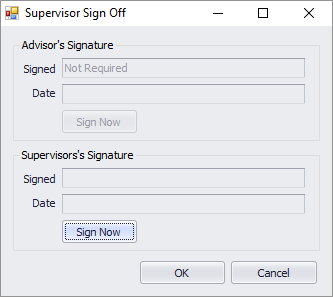 Supervisor Sign Off
Advisor's Signature
Signed Not Required
Date
Sign Now
Supervisors's Signature
Signed
Date
Sign Now
OK Cancel